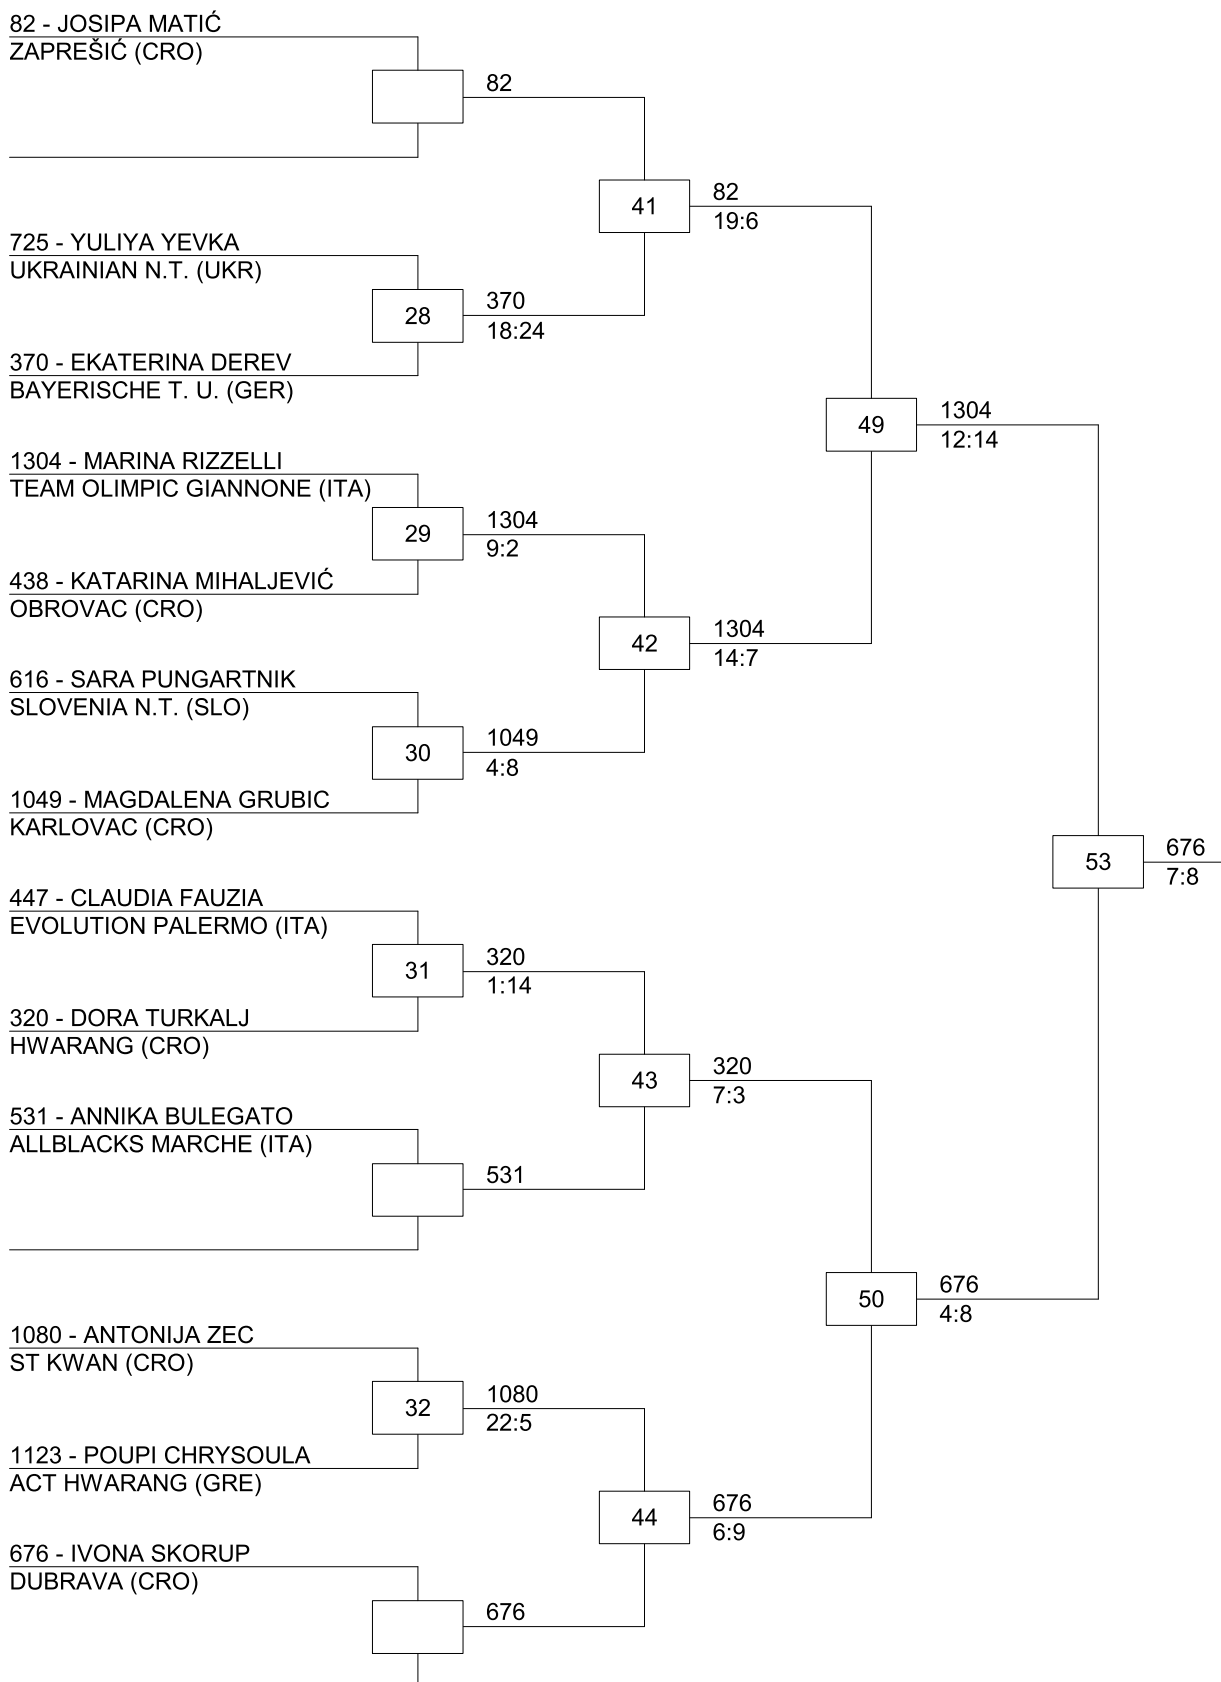 82 - JOSIPA MATIĆ
ZAPREŠIĆ (CRO)
82
41
82
19:6
725 - YULIYA YEVKA
UKRAINIAN N.T. (UKR)
28
370
18:24
370 - EKATERINA DEREV
BAYERISCHE T. U. (GER)
49
1304
12:14
1304 - MARINA RIZZELLI
TEAM OLIMPIC GIANNONE (ITA)
29
1304
9:2
438 - KATARINA MIHALJEVIĆ
OBROVAC (CRO)
42
1304
14:7
616 - SARA PUNGARTNIK
SLOVENIA N.T. (SLO)
30
1049
4:8
1049 - MAGDALENA GRUBIC
KARLOVAC (CRO)
53
676
7:8
447 - CLAUDIA FAUZIA
EVOLUTION PALERMO (ITA)
31
320
1:14
320 - DORA TURKALJ
HWARANG (CRO)
43
320
7:3
531 - ANNIKA BULEGATO
ALLBLACKS MARCHE (ITA)
531
50
676
4:8
1080 - ANTONIJA ZEC
ST KWAN (CRO)
32
1080
22:5
1123 - POUPI CHRYSOULA
ACT HWARANG (GRE)
44
676
6:9
676 - IVONA SKORUP
DUBRAVA (CRO)
676